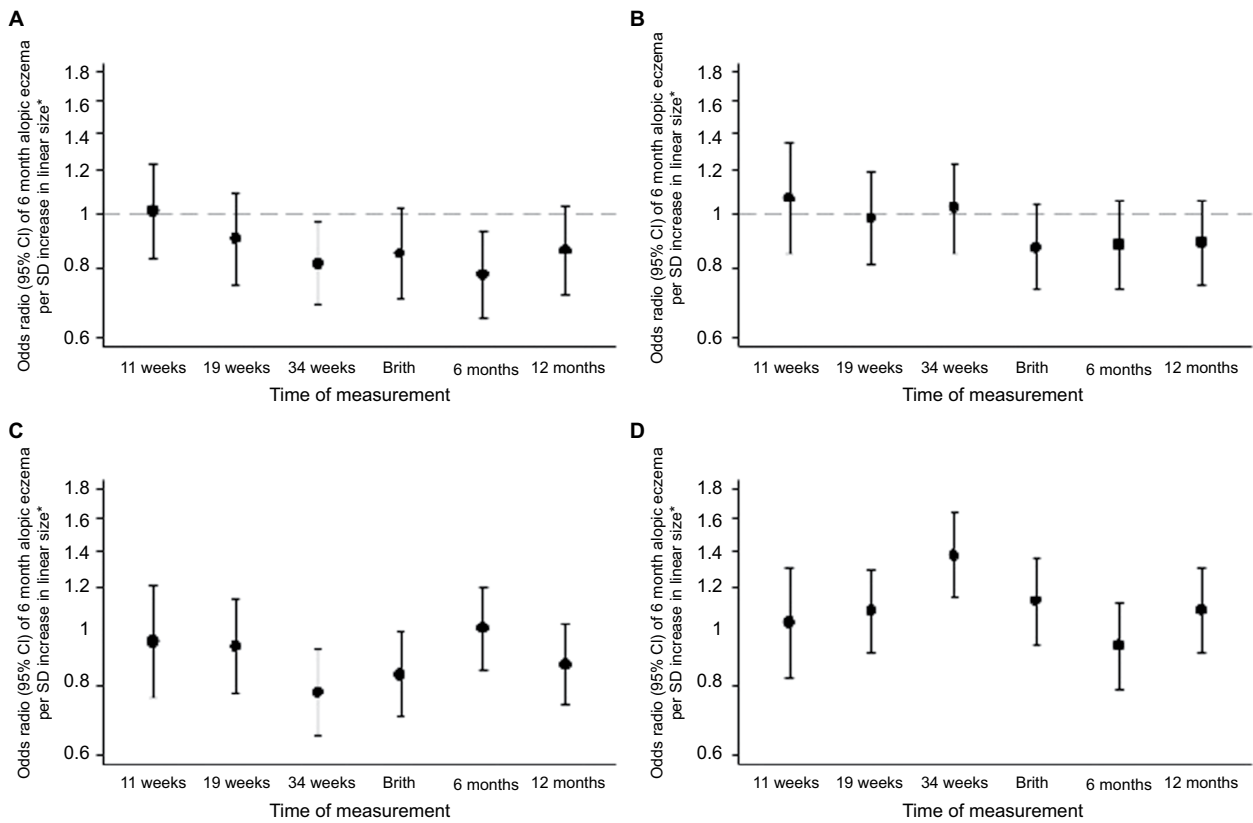 A
Odds radio (95% CI) of 6 month alopic eczema
per SD increase in linear size*
1.8
1.6
1.4
1.2
1
0.8
0.6
11 weeks 19 weeks 34 weeks Brith 6 months 12 months
Time of measurement
B
Odds radio (95% CI) of 6 month alopic eczema
per SD increase in linear size*
1.8
1.6
1.4
1.2
1
0.8
0.6
11 weeks 19 weeks 34 weeks Brith 6 months 12 months
Time of measurement
C
Odds radio (95% CI) of 6 month alopic eczema
per SD increase in linear size*
1.8
1.6
1.4
1.2
1
0.8
0.6
11 weeks 19 weeks 34 weeks Brith 6 months 12 months
Time of measurement
D
Odds radio (95% CI) of 6 month alopic eczema
per SD increase in linear size*
1.8
1.6
1.4
1.2
1
0.8
0.6
11 weeks 19 weeks 34 weeks Brith 6 months 12 months
Time of measurement